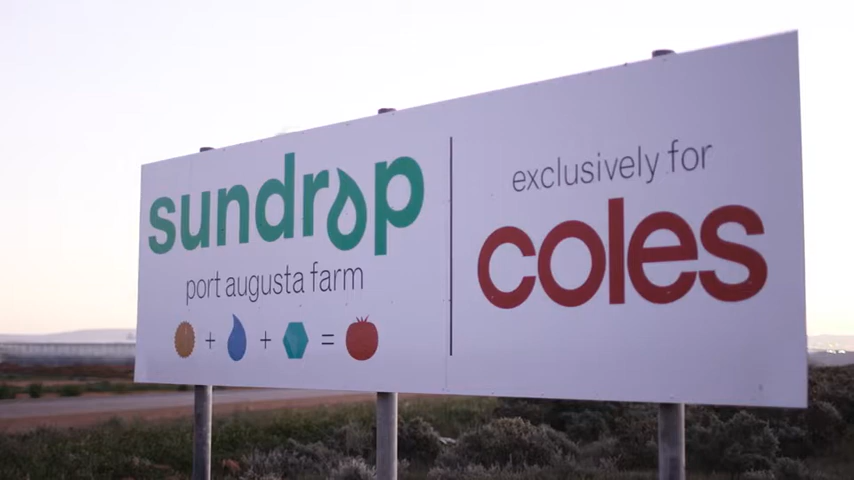 sundrop
port augusta farm
+ + =
exclusively for
coles